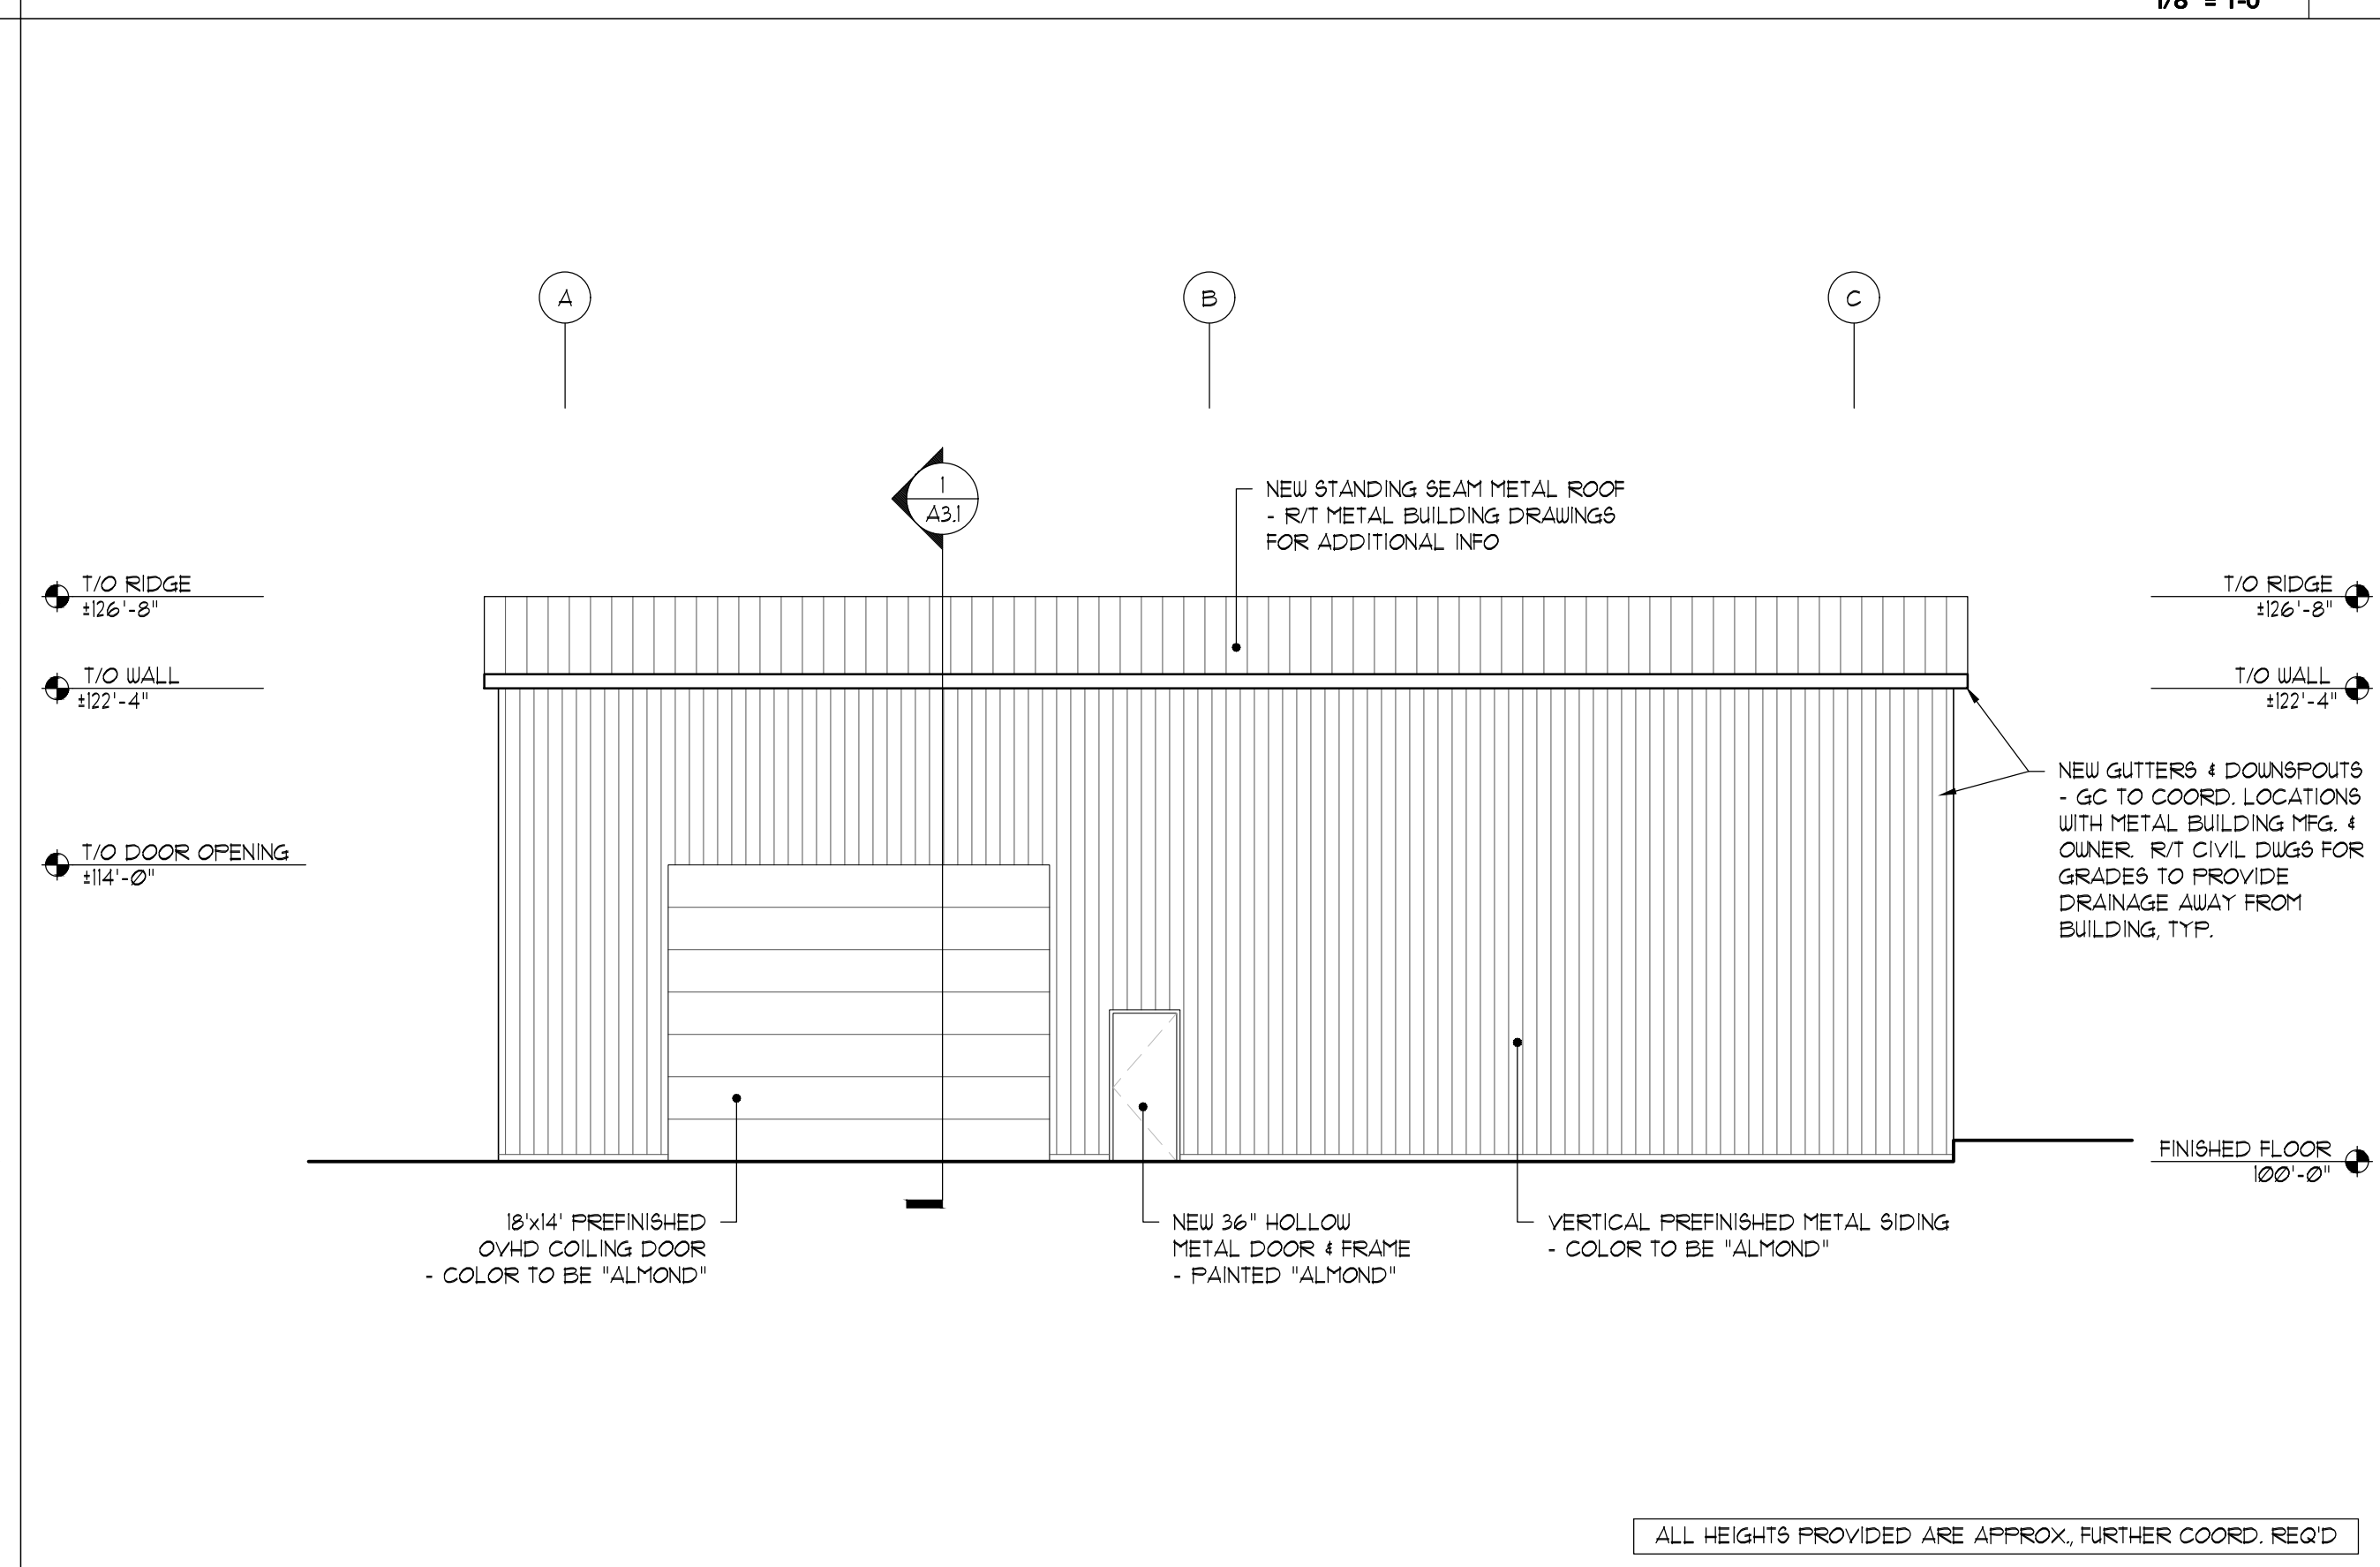 1/8" = 1'-0"
A
B
C
1
A3.1
NEW STANDING SEAM METAL ROOF
- R/T METAL BUILDING DRAWINGS
FOR ADDITIONAL INFO
T/O RIDGE
±126'-8"
T/O WALL
±122'-4"
T/O DOOR OPENING
±114'-0"
T/O RIDGE
±126'-8"
T/O WALL
±122'-4"
NEW GUTTERS & DOWNSPOUTS
- GC TO COORD. LOCATIONS
WITH METAL BUILDING MFG. &
OWNER.  R/T CIVIL DWGS FOR
GRADES TO PROVIDE
DRAINAGE AWAY FROM
BUILDING, TYP.
FINISHED FLOOR
100'-0"
18'x14' PREFINISHED
OVHD COILING DOOR
- COLOR TO BE "ALMOND"
NEW 36" HOLLOW
METAL DOOR & FRAME
- PAINTED "ALMOND"
VERTICAL PREFINISHED METAL SIDING
- COLOR TO BE "ALMOND"
ALL HEIGHTS PROVIDED ARE APPROX., FURTHER COORD. REQ'D